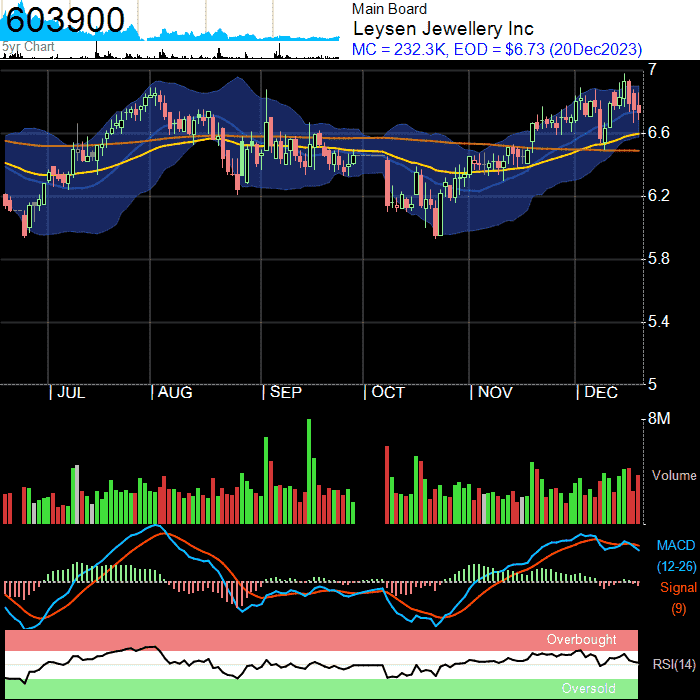 603900
5yr Chart
Main Board
Leysen Jewellery Inc
MC = 232.3K, EOD = $6.73 (20Dec2023)
7
6.6
6.2
5.8
5.4
5
JUL AUG SEP OCT NOV DEC
8M
Volume
MACD
(12-26)
Signal
(9)
Overbought
RSI(14)
Oversold